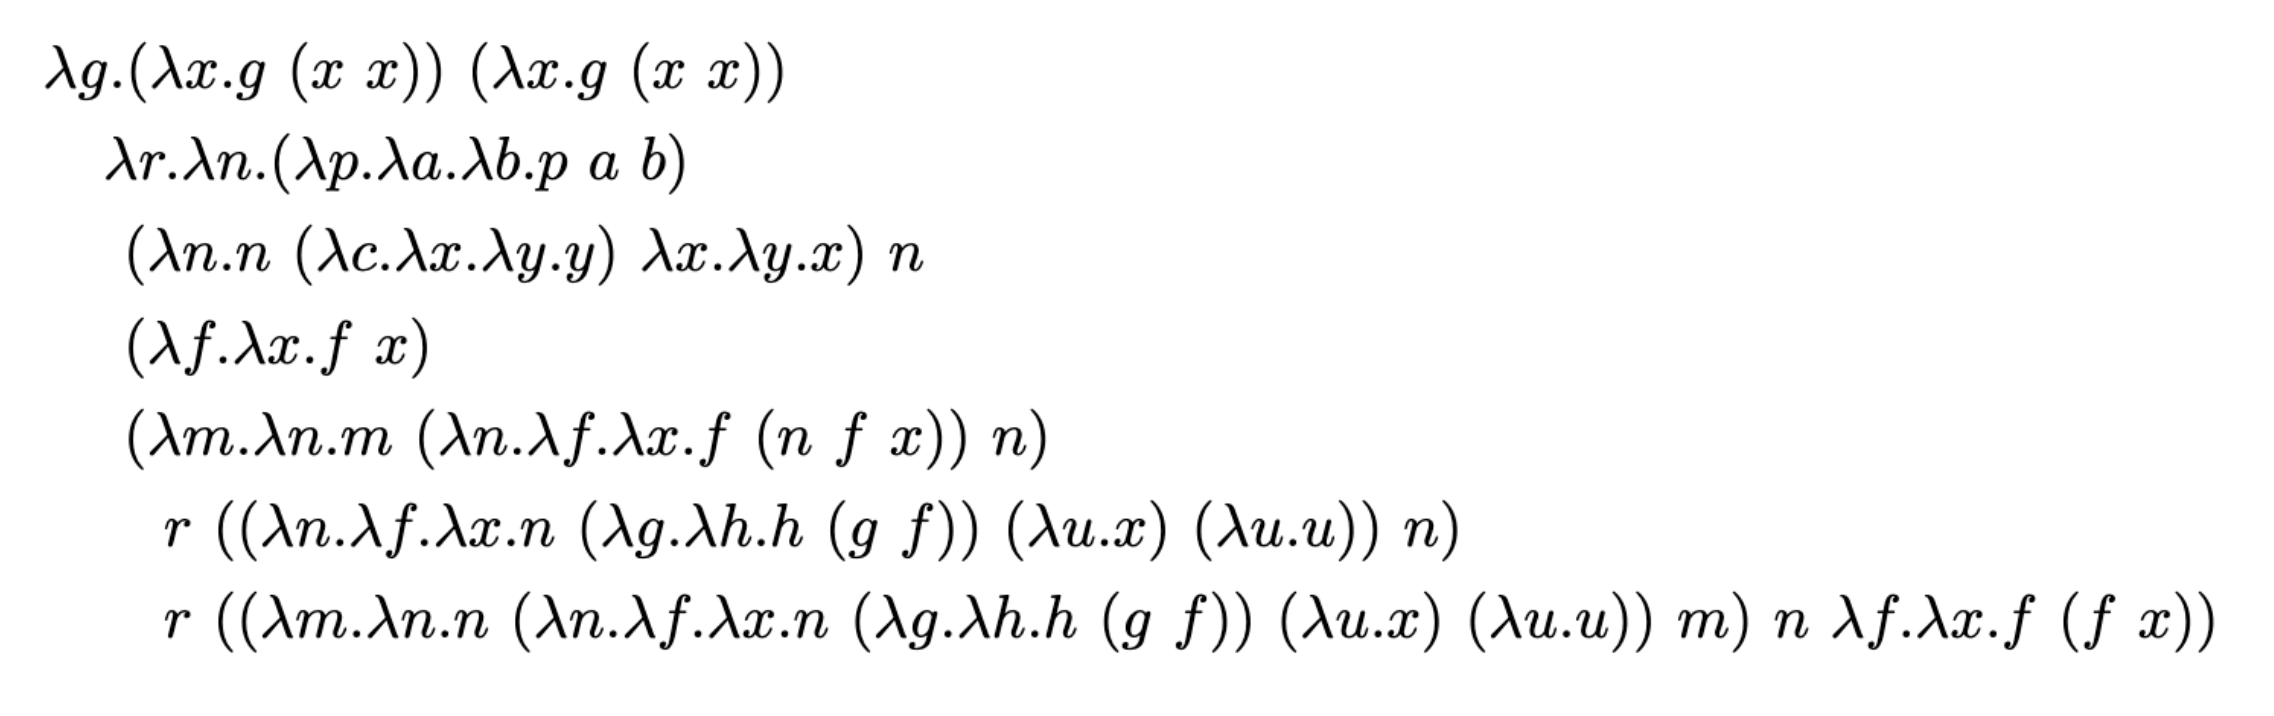 λg.(λx.g (x x)) (λx.g (x x))
λr.λn.(λp.λa.λb.p a b)
(λn.n (λc.λx.λy.y) λx.λy.x) n
(λf.λx.f x)
(λm.λn.m (λn.λf.λx.f (n f x)) n)
r ((λn.λf.λx.n (λg.λh.h (g f)) (λu.x) (λu.u)) n)
r ((λm.λn.n (λn.λf.λx.n (λg.λh.h (g f)) (λu.x) (λu.u)) m) n λf.λx.f (f x))